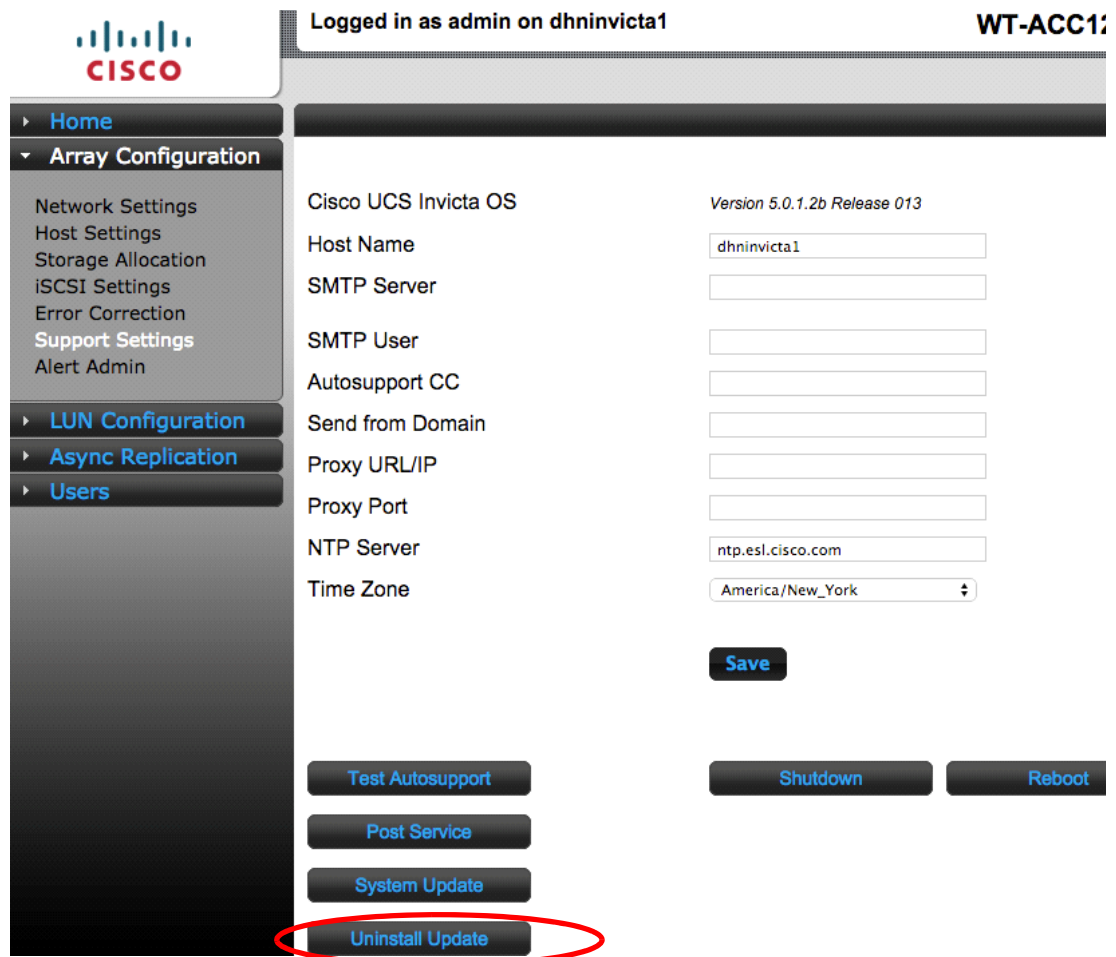 CISCO
Logged in as admin on dhninvicta1
WT-ACC12
Home
Array Configuration
Network Settings
Host Settings
Storage Allocation
iSCSI Settings
Error Correction
Support Settings
Alert Admin
LUN Configuration
Async Replication
Users
Cisco UCS Invicta OS Version 5.0.1.2b Release 013
Host Name dhninvicta1
SMTP Server
SMTP User
Autosupport CC
Send from Domain
Proxy URL/IP
Proxy Port
NTP Server ntp.esl.cisco.com
Time Zone America/New_York
Save
Test Autosupport Shutdown Reboot
Post Service
System Update
Uninstall Update